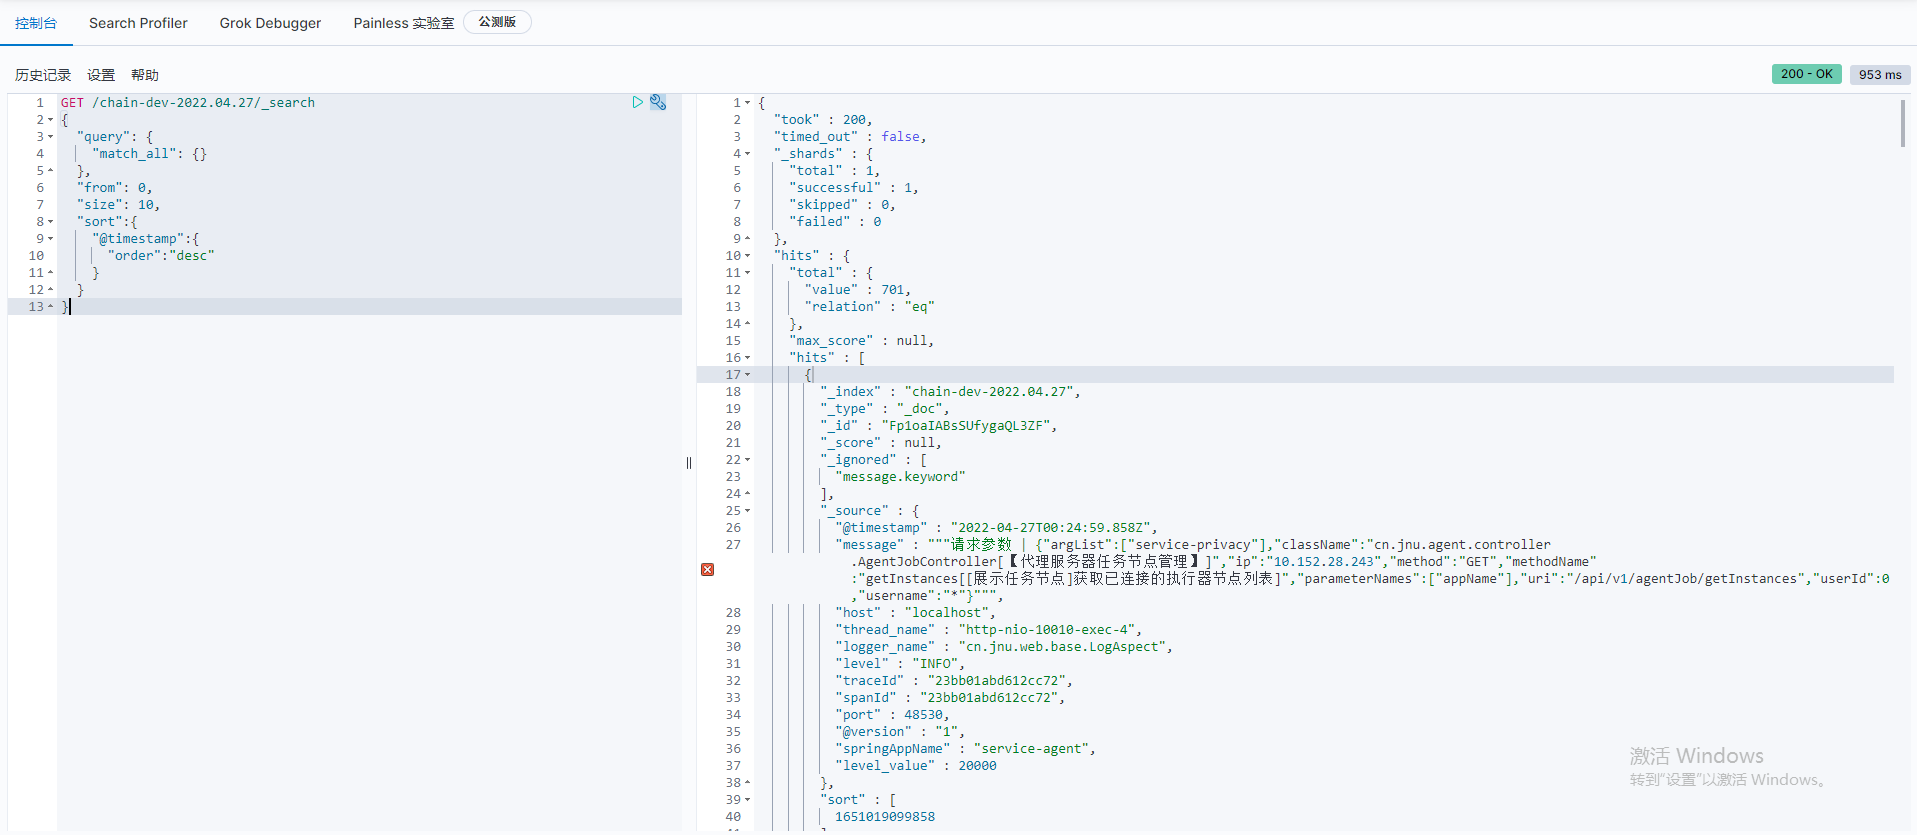 控制台 Search Profiler Grok Debugger Painless 实验室 公测版
历史记录 设置 帮助 200 - OK 953 ms
1 GET /chain-dev-2022.04.27/_search
2 {
3 "query": {
4 "match_all": {}
5 },
6 "from": 0,
7 "size": 10,
8 "sort":{
9 "@timestamp":{
10 "order":"desc"
11 }
12 }
13 }
1 {
2 "took" : 200,
3 "timed_out" : false,
4 "_shards" : {
5 "total" : 1,
6 "successful" : 1,
7 "skipped" : 0,
8 "failed" : 0
9 },
10 "hits" : {
11 "total" : {
12 "value" : 701,
13 "relation" : "eq"
14 },
15 "max_score" : null,
16 "hits" : [
17 {
18 "_index" : "chain-dev-2022.04.27",
19 "_type" : "_doc",
20 "_id" : "Fp1oaIABsSUfygaQL3ZF",
21 "_score" : null,
22 "_ignored" : [
23 "message.keyword"
24 ],
25 "_source" : {
26 "@timestamp" : "2022-04-27T00:24:59.858Z",
27 "message" : """请求参数 | {"argList":["service-privacy"],"className":"cn.jnu.agent.controller
.AgentJobController[【代理服务器任务节点管理】]","ip":"10.152.28.243","method":"GET","methodName"
:"getInstances[[展示任务节点]获取已连接的执行器节点列表]","parameterNames":["appName"],"uri":"/api/v1/agentJob/getInstances","userId":0
,"username":"*"}""",
28 "host" : "localhost",
29 "thread_name" : "http-nio-10010-exec-4",
30 "logger_name" : "cn.jnu.web.base.LogAspect",
31 "level" : "INFO",
32 "traceId" : "23bb01abd612cc72",
33 "spanId" : "23bb01abd612cc72",
34 "port" : 48530,
35 "@version" : "1",
36 "springAppName" : "service-agent",
37 "level_value" : 20000
38 },
39 "sort" : [
40 1651019099858
激活 Windows
转到"设置"以激活 Windows。